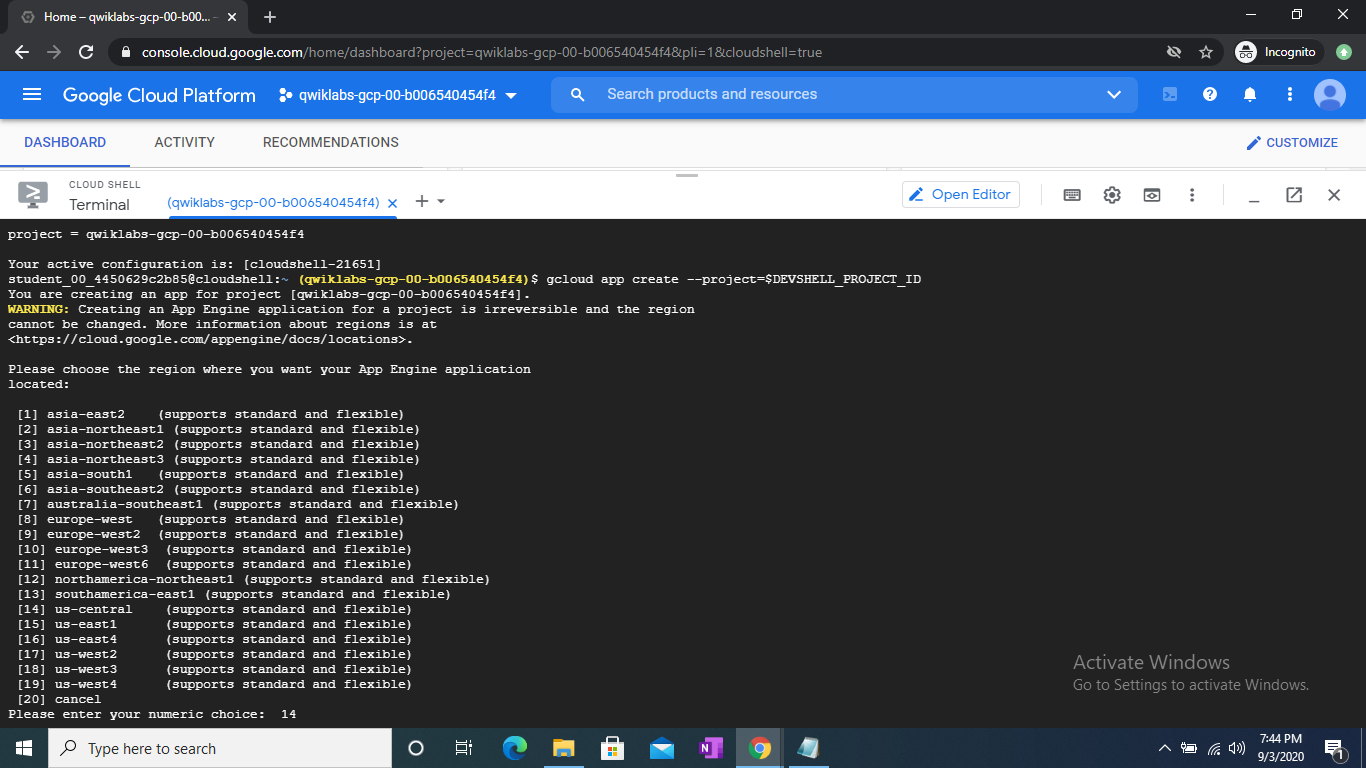 Home – qwiklabs-gcp-00-b00...
console.cloud.google.com/home/dashboard?project=qwiklabs-gcp-00-b006540454f4&pli=1&cloudshell=true
Incognito
Google Cloud Platform
qwiklabs-gcp-00-b006540454f4
Search products and resources
DASHBOARD
ACTIVITY
RECOMMENDATIONS
CUSTOMIZE
CLOUD SHELL
Terminal
(qwiklabs-gcp-00-b006540454f4)
Open Editor
project = qwiklabs-gcp-00-b006540454f4
Your active configuration is: [cloudshell-21651]
student_00_4450629c2b85@cloudshell:~ (qwiklabs-gcp-00-b006540454f4)$ gcloud app create --project=$DEVSHELL_PROJECT_ID
You are creating an app for project [qwiklabs-gcp-00-b006540454f4].
WARNING: Creating an App Engine application for a project is irreversible and the region
cannot be changed. More information about regions is at
<https://cloud.google.com/appengine/docs/locations>.
Please choose the region where you want your App Engine application
located:
[1] asia-east2 (supports standard and flexible)
[2] asia-northeast1 (supports standard and flexible)
[3] asia-northeast2 (supports standard and flexible)
[4] asia-northeast3 (supports standard and flexible)
[5] asia-south1 (supports standard and flexible)
[6] asia-southeast2 (supports standard and flexible)
[7] australia-southeast1 (supports standard and flexible)
[8] europe-west (supports standard and flexible)
[9] europe-west2 (supports standard and flexible)
[10] europe-west3 (supports standard and flexible)
[11] europe-west6 (supports standard and flexible)
[12] northamerica-northeast1 (supports standard and flexible)
[13] southamerica-east1 (supports standard and flexible)
[14] us-central (supports standard and flexible)
[15] us-east1 (supports standard and flexible)
[16] us-east4 (supports standard and flexible)
[17] us-west2 (supports standard and flexible)
[18] us-west3 (supports standard and flexible)
[19] us-west4 (supports standard and flexible)
[20] cancel
Please enter your numeric choice: 14
Activate Windows
Go to Settings to activate Windows.
Type here to search
N
7:44 PM
9/3/2020
1